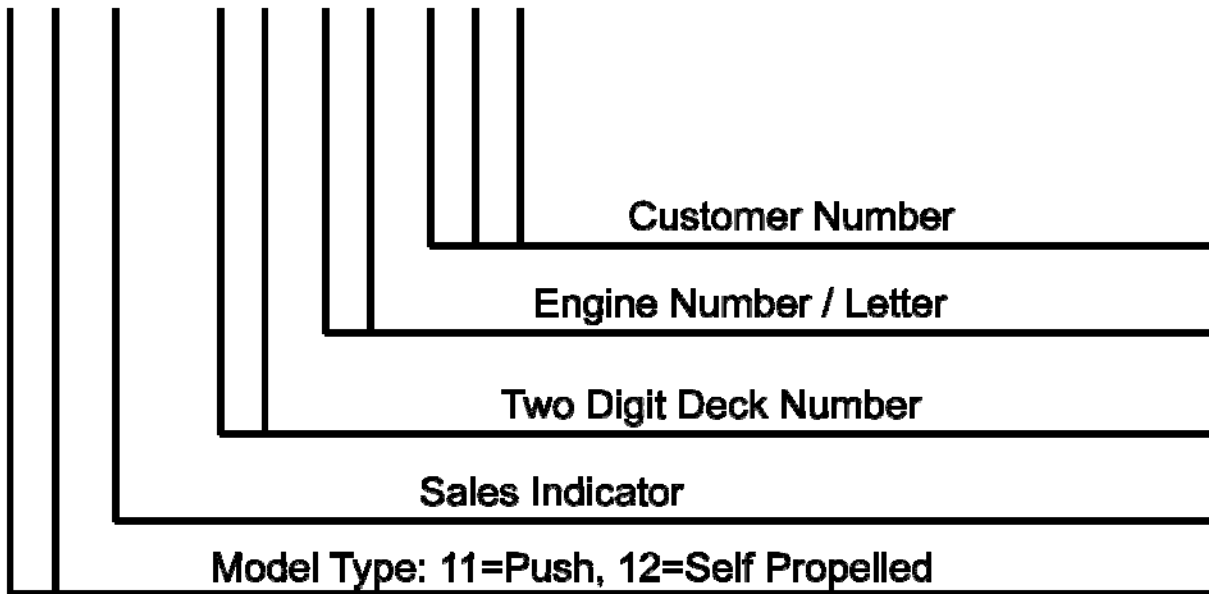 Customer Number
Engine Number / Letter
Two Digit Deck Number
Sales Indicator
Model Type: 11=Push, 12=Self Propelled